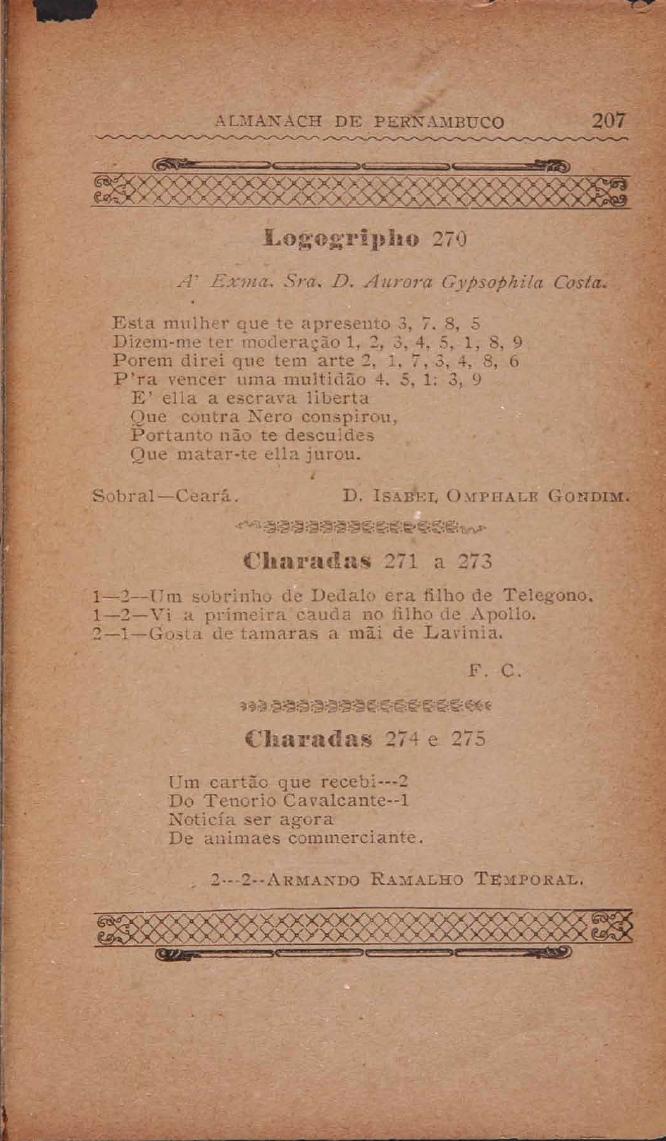 ALMANACH DE PERNAMBUCO 207
Logogripho 270
A' Exma. Sra. D. Aurora Gypsophila Costa.
Esta mulher que te apresento 3, 7. 8, 5
Dizem-me ter moderação 1, 2, 3, 4, 5, 1, 8, 9
Porem direi que tem arte 2, 1, 7, 3, 4, 8, 6
P'ra vencer uma multidão 4. 5, 1: 3, 9
E' ella a escrava liberta
Que contra Nero conspirou,
Portanto não te descuides
Que matar-te ella jurou.
Sobral—Ceará. D. ISABEL OMPHALE GONDIM.
Charadas 271 a 273
1—2--Um sobrinho de Dedalo era filho de Telegono.
1—2—Vi a primeira cauda no filho de Apollo.
2—1—Gosta de tamaras a mãi de Lavinia.
F. C.
Charadas 274 e 275
Um cartão que recebi---2
Do Tenorio Cavalcante--1
Noticía ser agora
De animaes commerciante.
2---2--ARMANDO RAMALHO TEMPORAL.